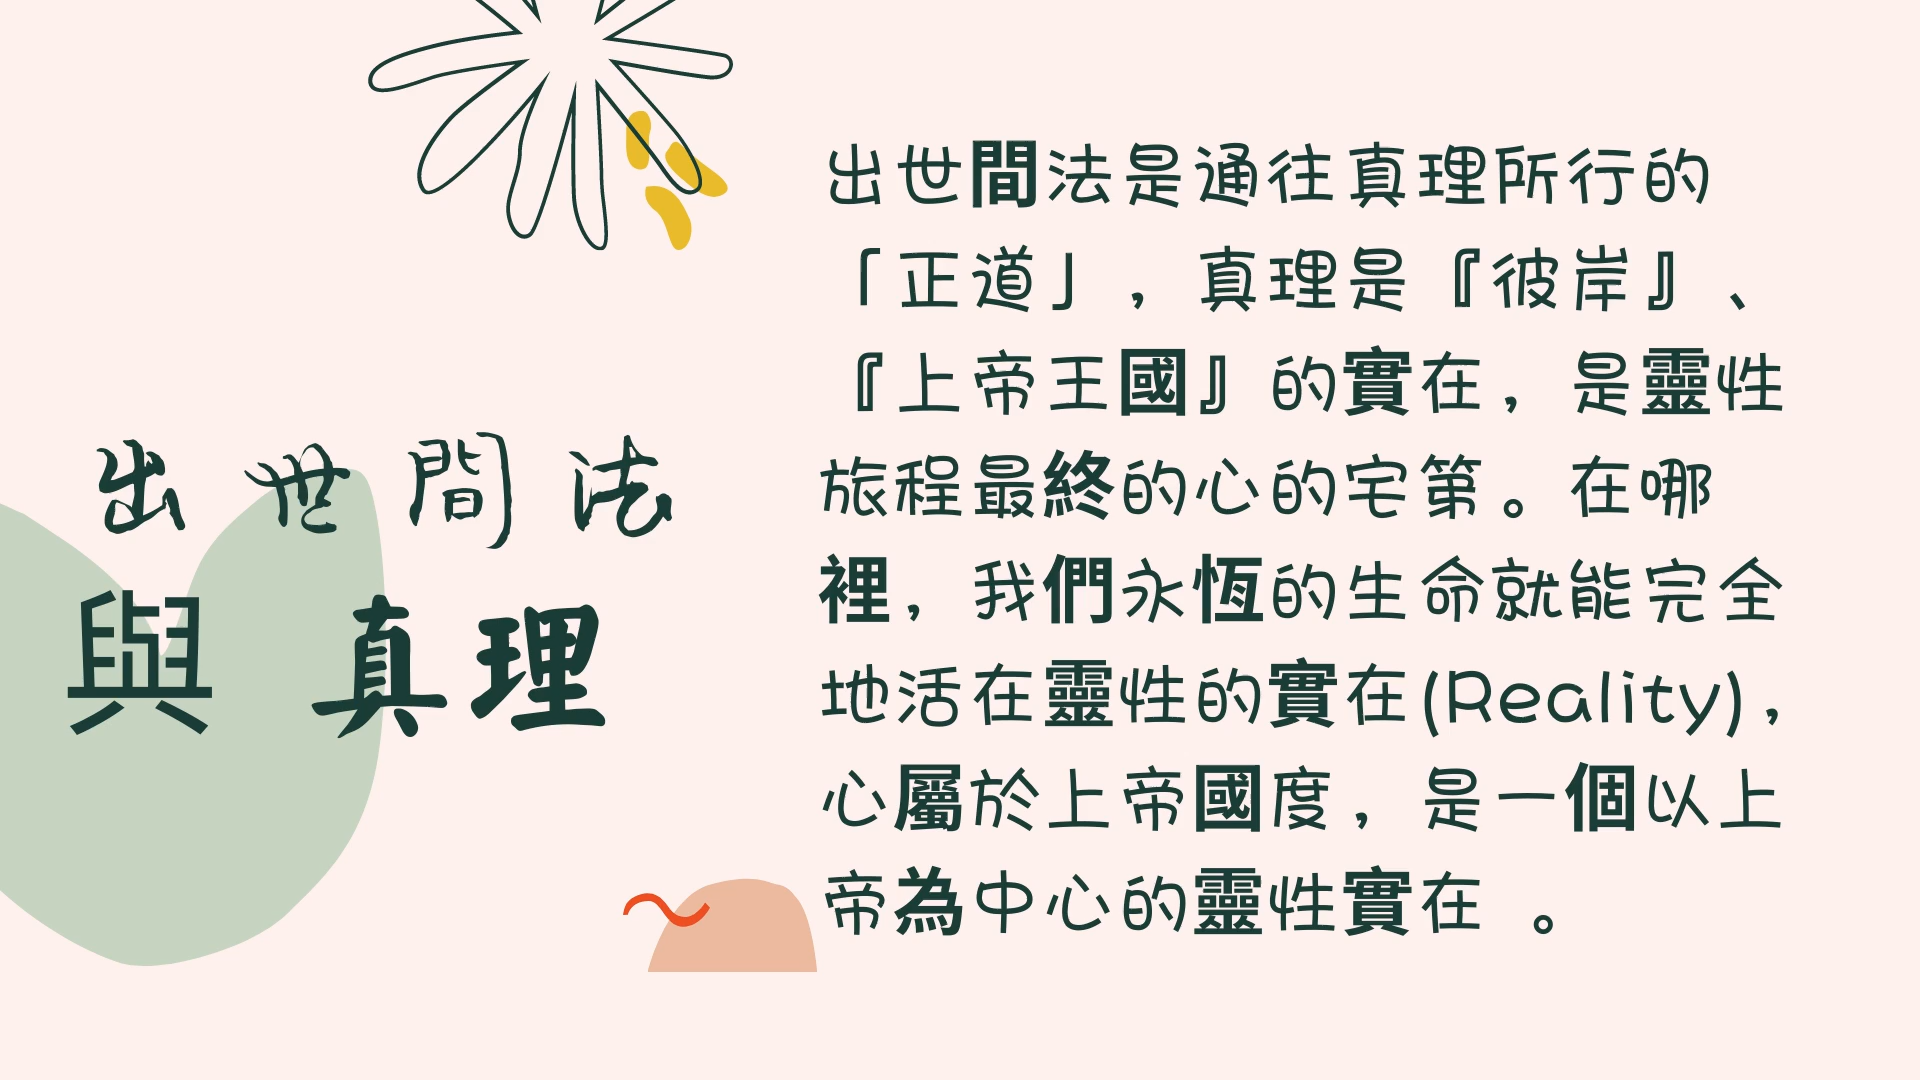 出世間法
與 真理
出世間法是通往真理所行的
「正道」，真理是『彼岸』、
『上帝王國』的實在，是靈性
旅程最終的心的宅第。在哪
裡，我們永恆的生命就能完全
地活在靈性的實在(Reality)，
心屬於上帝國度，是一個以上
帝為中心的靈性實在 。